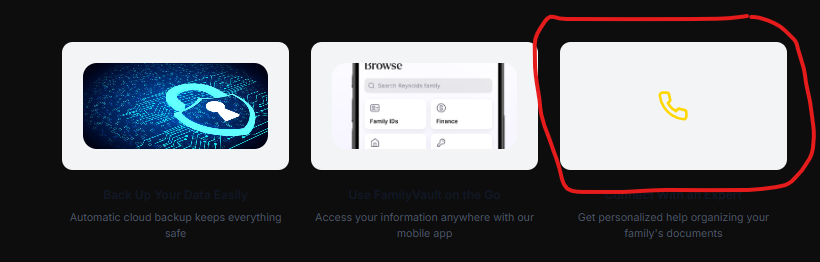 Browse
Search Reynolds family
Family IDs
Finance
Back Up Your Data Easily
Automatic cloud backup keeps everything
safe
Use FamilyVault on the Go
Access your information anywhere with our
mobile app
Connect With an Expert
Get personalized help organizing your
family's documents